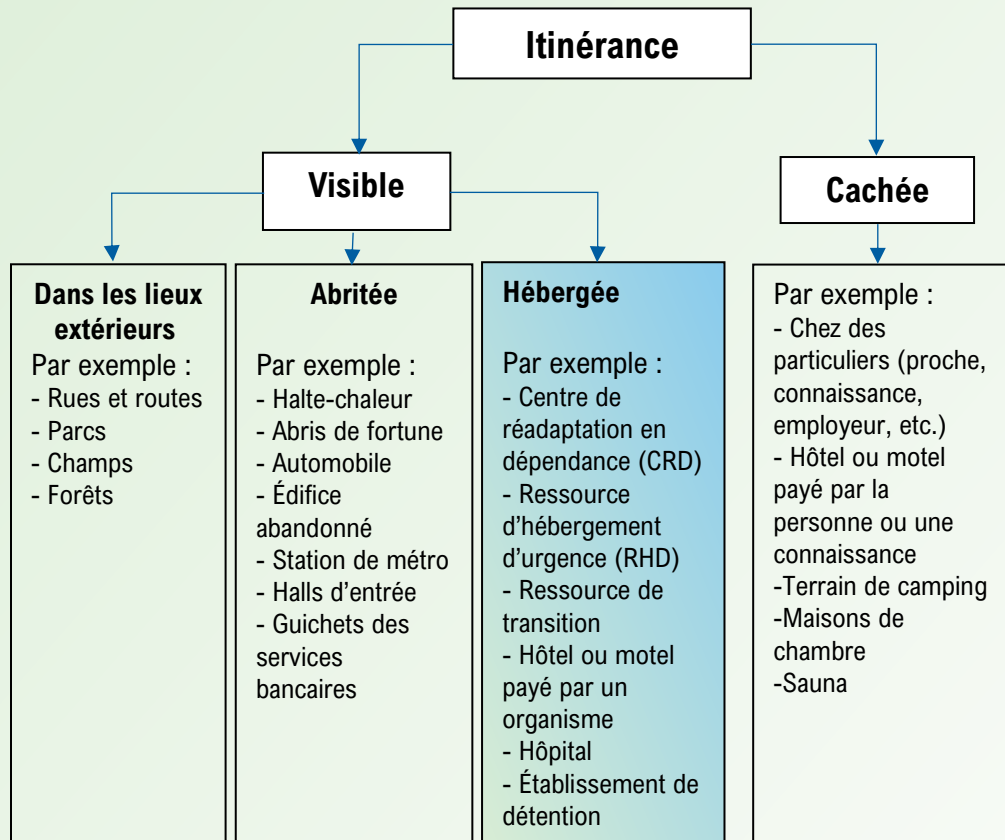 Itinérance
Visible
Cachée
Dans les lieux
extérieurs
Par exemple :
- Rues et routes
- Parcs
- Champs
- Forêts
Abritée
Par exemple :
- Halte-chaleur
- Abris de fortune
- Automobile
- Édifice
abandonné
- Station de métro
- Halls d'entrée
- Guichets des
services
bancaires
Hébergée
Par exemple :
- Centre de
réadaptation en
dépendance (CRD)
- Ressource
d'hébergement
d'urgence (RHD)
- Ressource de
transition
- Hôtel ou motel
payé par un
organisme
- Hôpital
- Établissement de
détention
Par exemple :
- Chez des
particuliers (proche,
connaissance,
employeur, etc.)
- Hôtel ou motel
payé par la
personne ou une
connaissance
-Terrain de camping
-Maisons de
chambre
-Sauna